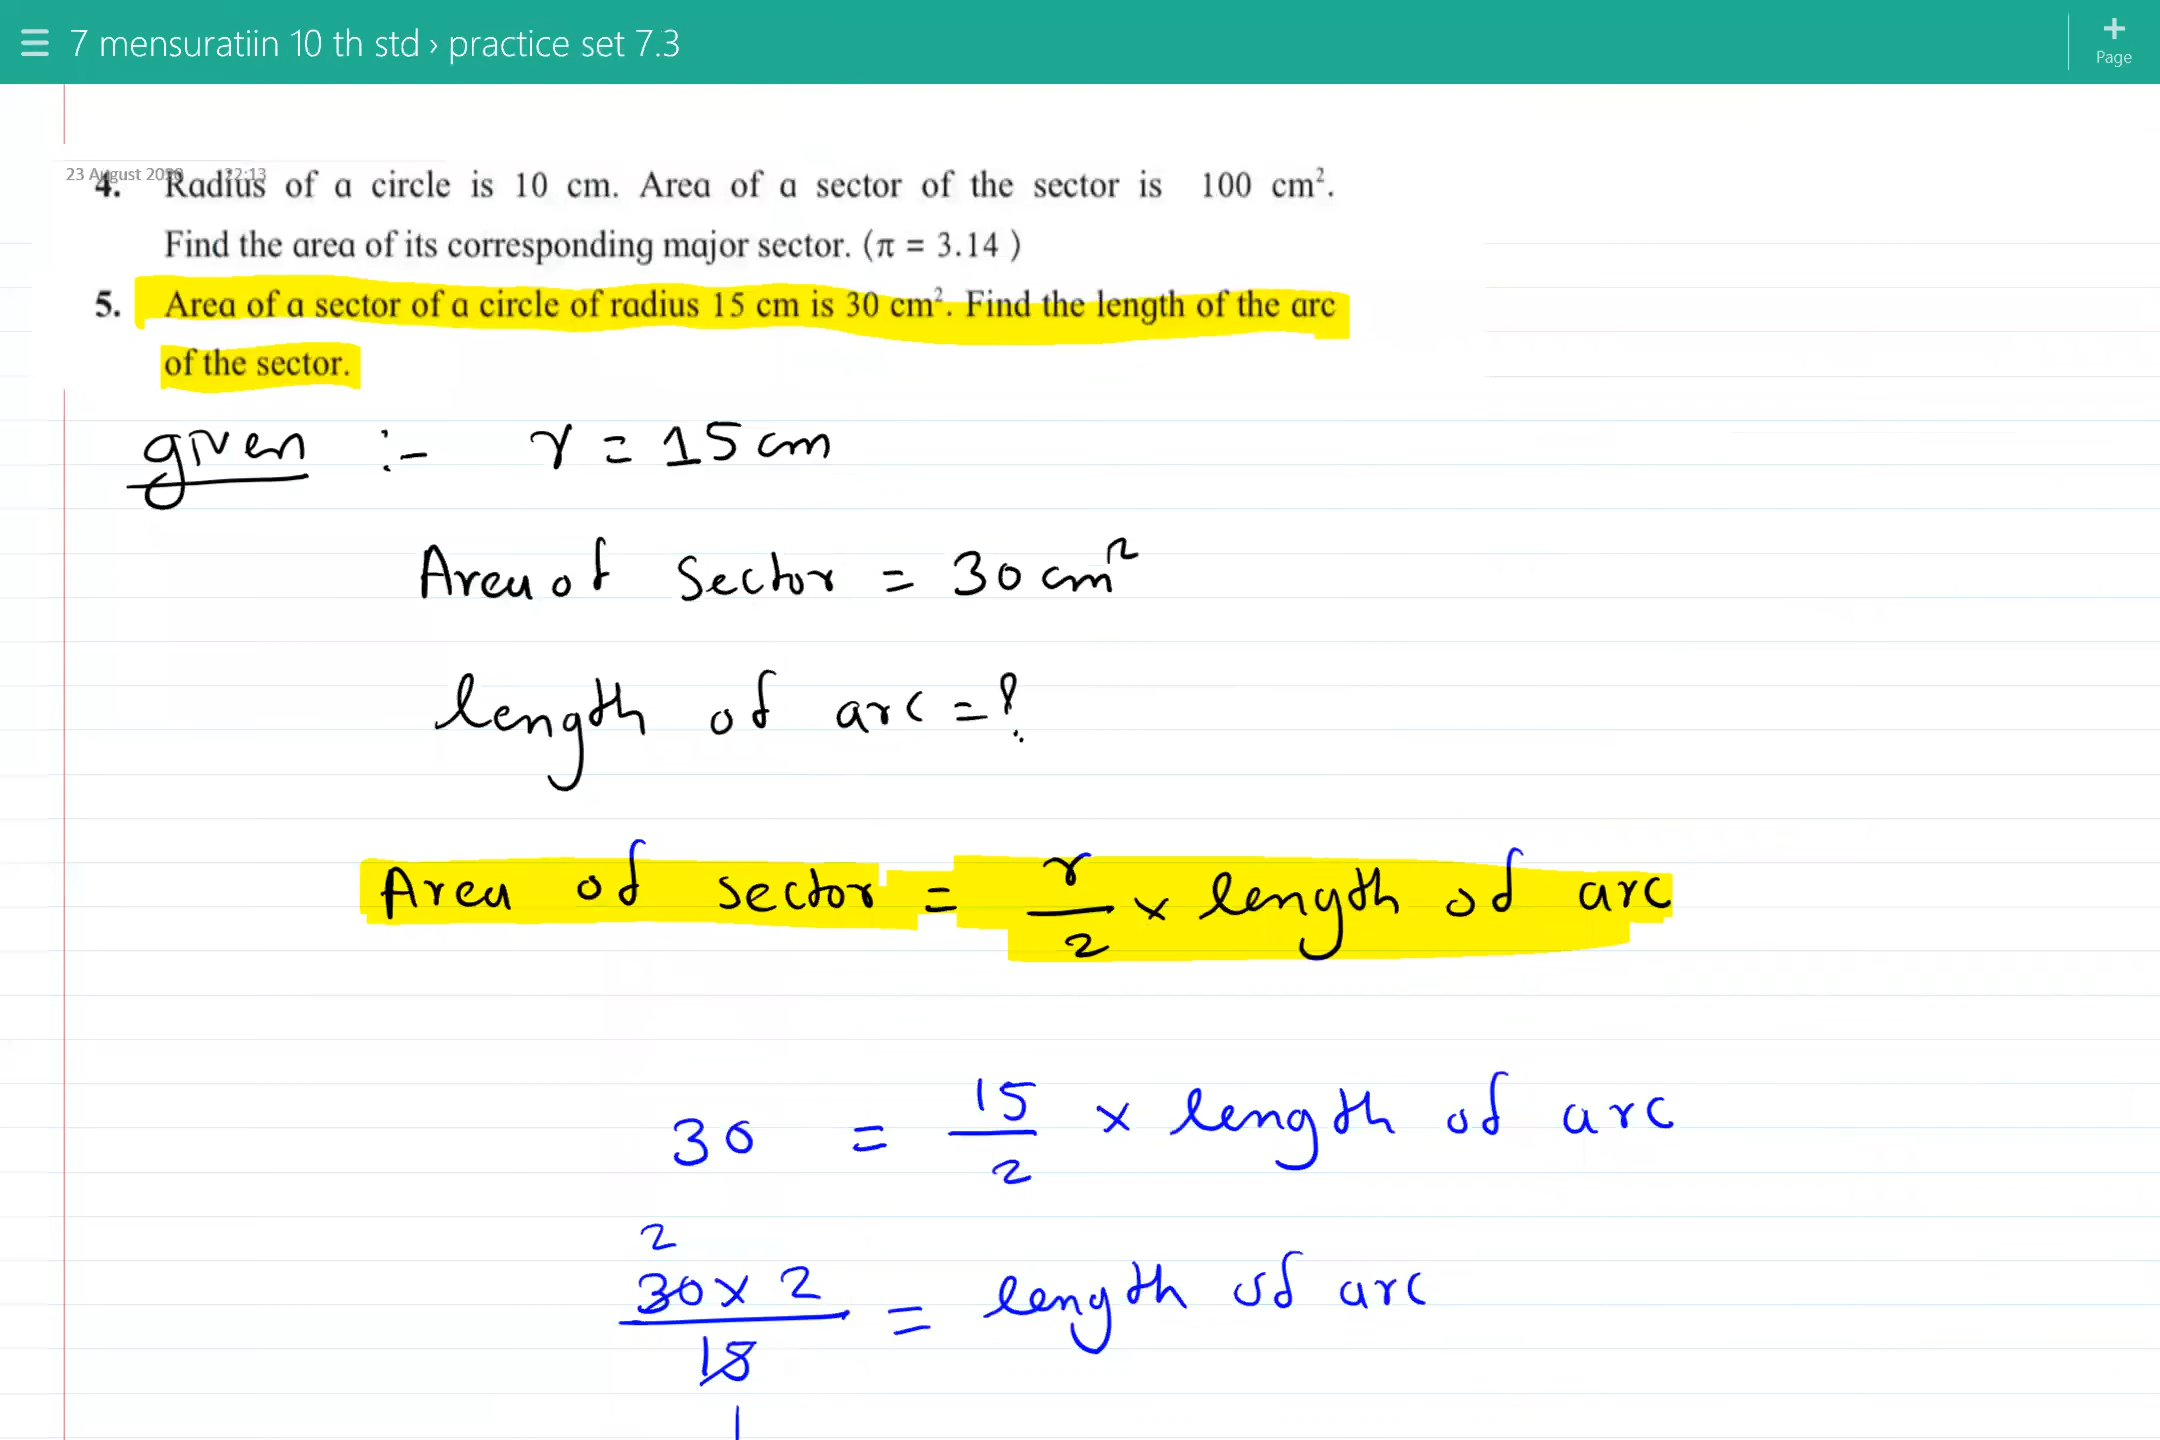 7 mensuratiin 10 th std › practice set 7.3
+
Page
23 August 2020 22:13
4. Radius of a circle is 10 cm. Area of a sector of the sector is 100 cm².
Find the area of its corresponding major sector. (π = 3.14 )
5. Area of a sector of a circle of radius 15 cm is 30 cm². Find the length of the arc
of the sector.
given :- r = 15 cm
Area of Sector = 30 cm²
length of arc = ?
Area of sector = r/2 × length of arc
30 = 15/2 × length of arc
2
30 × 2 / 15 = length of arc
1